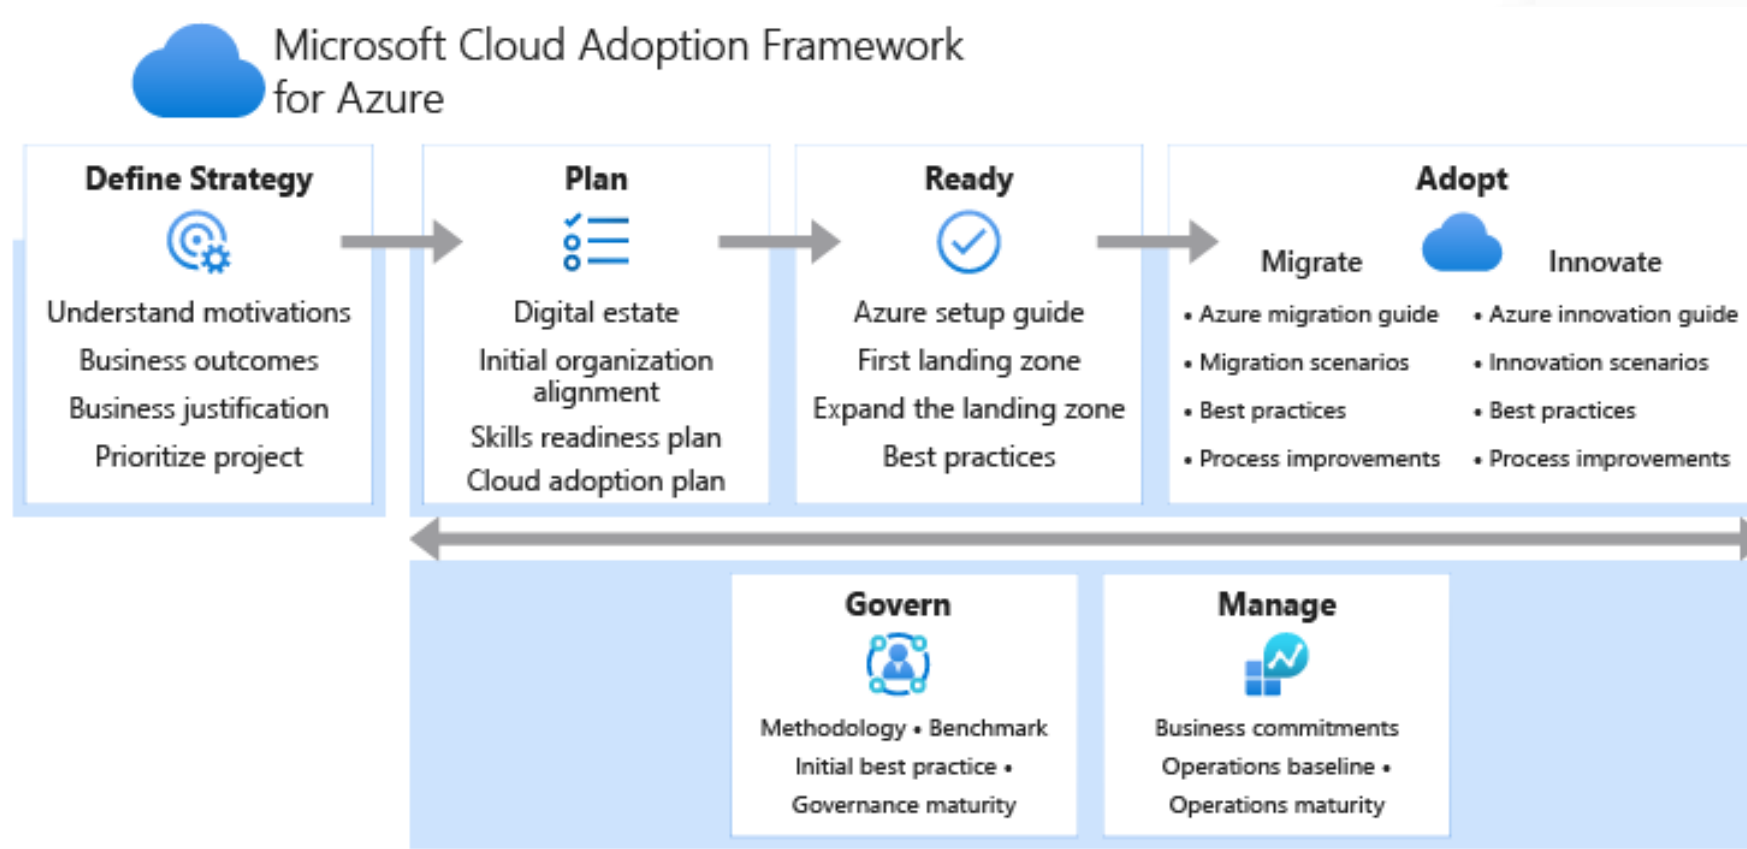 Microsoft Cloud Adoption Framework
for Azure
Define Strategy
Understand motivations
Business outcomes
Business justification
Prioritize project
Plan
Digital estate
Initial organization
alignment
Skills readiness plan
Cloud adoption plan
Ready
Azure setup guide
First landing zone
Expand the landing zone
Best practices
Adopt
Migrate
• Azure migration guide
• Migration scenarios
• Best practices
• Process improvements
Innovate
• Azure innovation guide
• Innovation scenarios
• Best practices
• Process improvements
Govern
Methodology • Benchmark
Initial best practice •
Governance maturity
Manage
Business commitments
Operations baseline •
Operations maturity